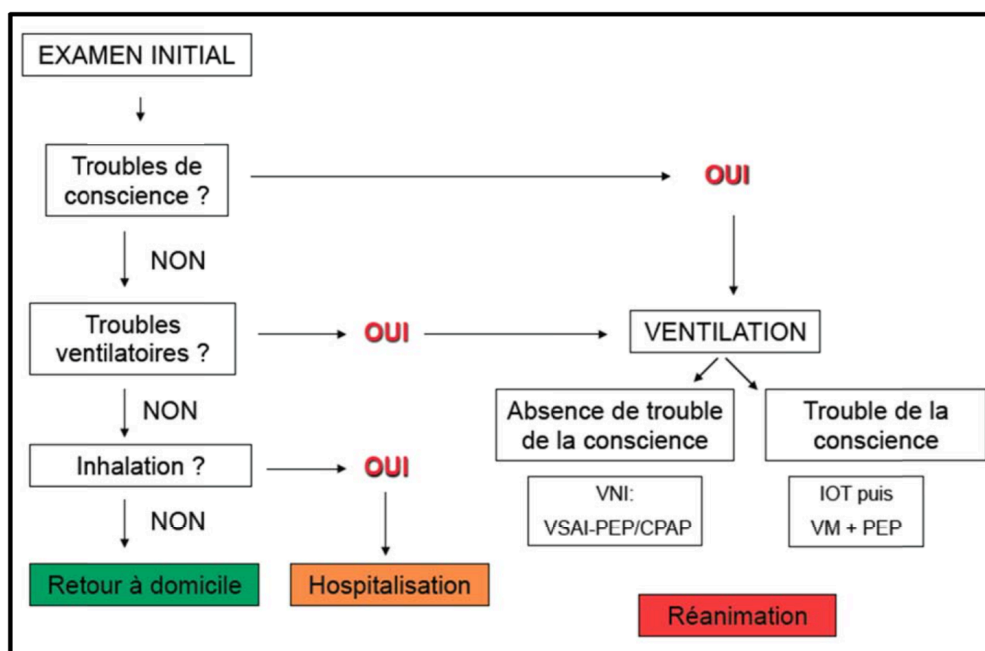 EXAMEN INITIAL
Troubles de
conscience ?
OUI
NON
Troubles
ventilatoires ?
OUI
VENTILATION
NON
Absence de trouble
de la conscience
Trouble de la
conscience
Inhalation ?
OUI
VNI:
VSAI-PEP/CPAP
IOT puis
VM + PEP
NON
Retour à domicile
Hospitalisation
Réanimation